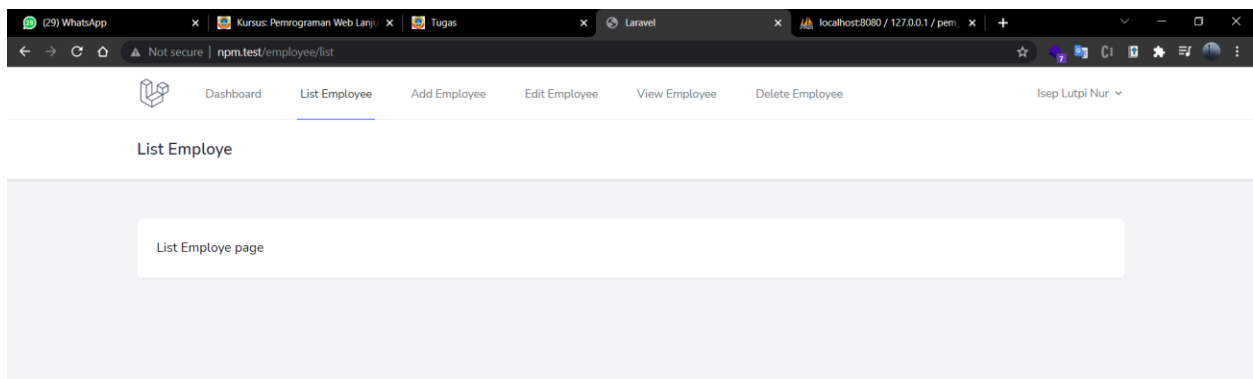 (29) WhatsApp
Kursus: Pemrograman Web Lanju
Tugas
Laravel
localhost:8080 / 127.0.0.1 / pem_
Not secure | npm.test/employee/list
7
Dashboard
List Employee
Add Employee
Edit Employee
View Employee
Delete Employee
Isep Lutpi Nur
List Employe
List Employe page